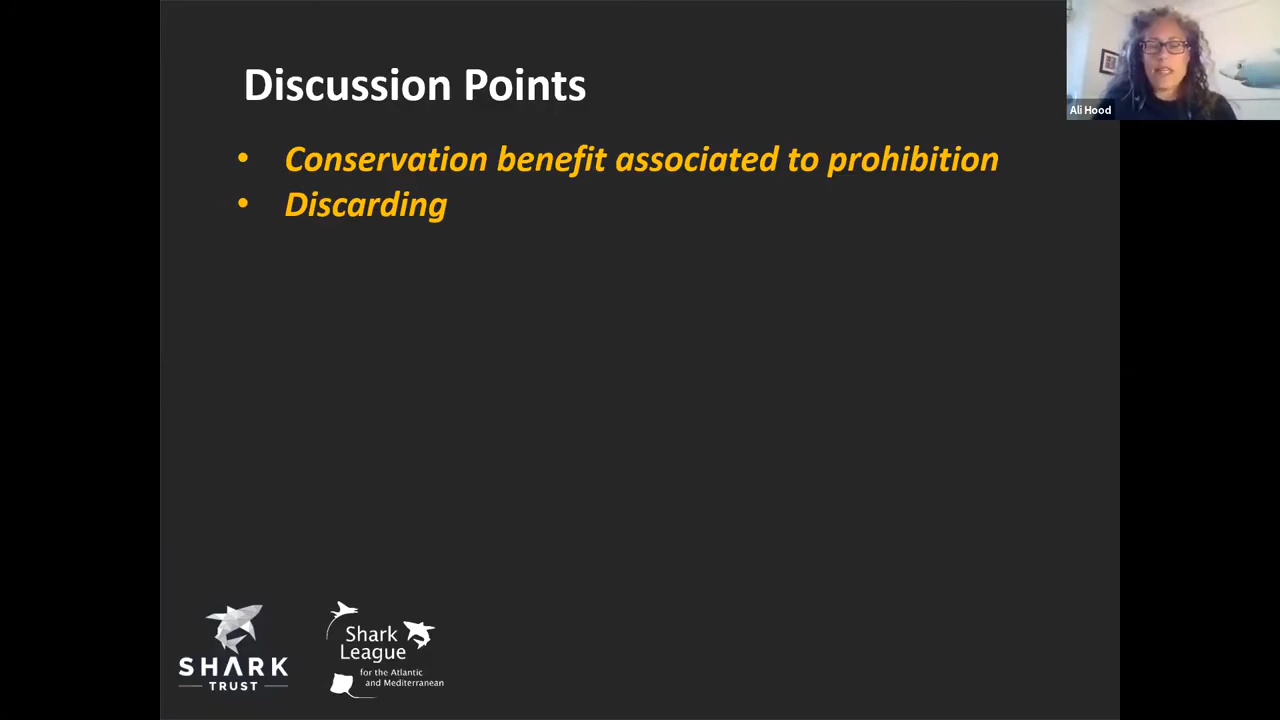 Discussion Points
Ali Hood
• Conservation benefit associated to prohibition
• Discarding
SHARK
TRUST
Shark
League
for the Atlantic
and Mediterranean